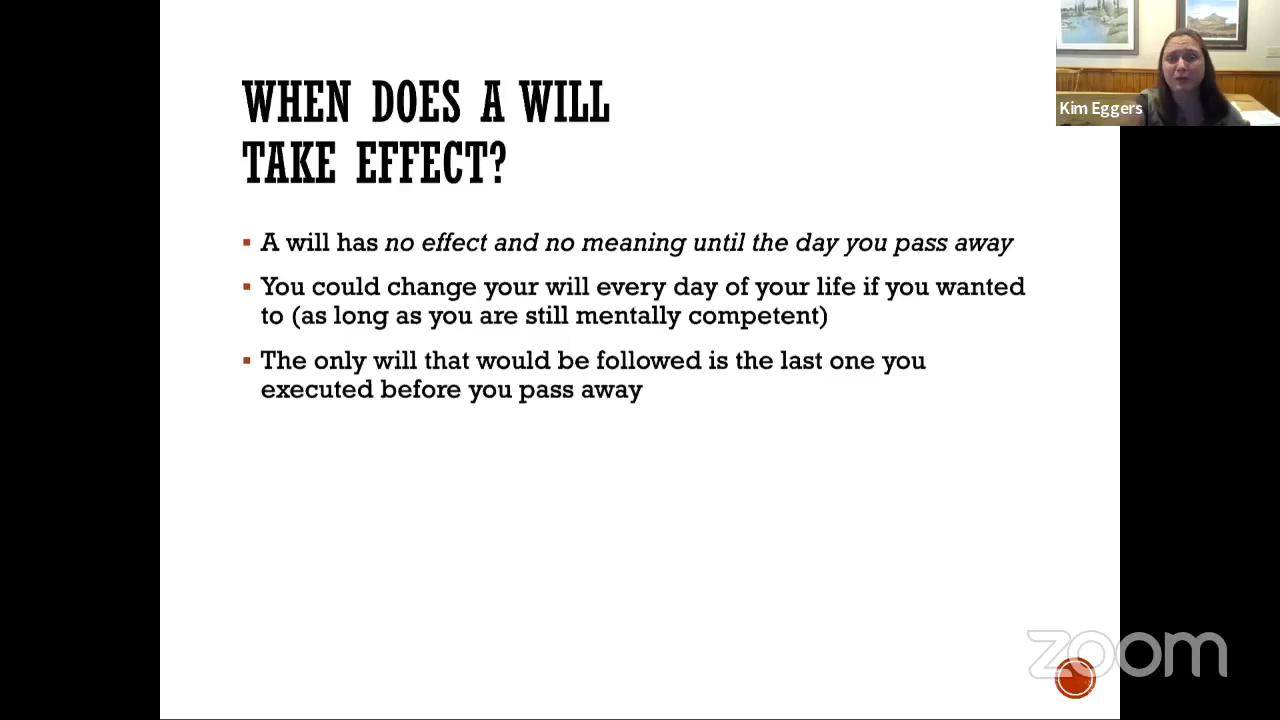 WHEN DOES A WILL
TAKE EFFECT?
▪ A will has no effect and no meaning until the day you pass away
▪ You could change your will every day of your life if you wanted
to (as long as you are still mentally competent)
▪ The only will that would be followed is the last one you
executed before you pass away
Kim Eggers
zoom